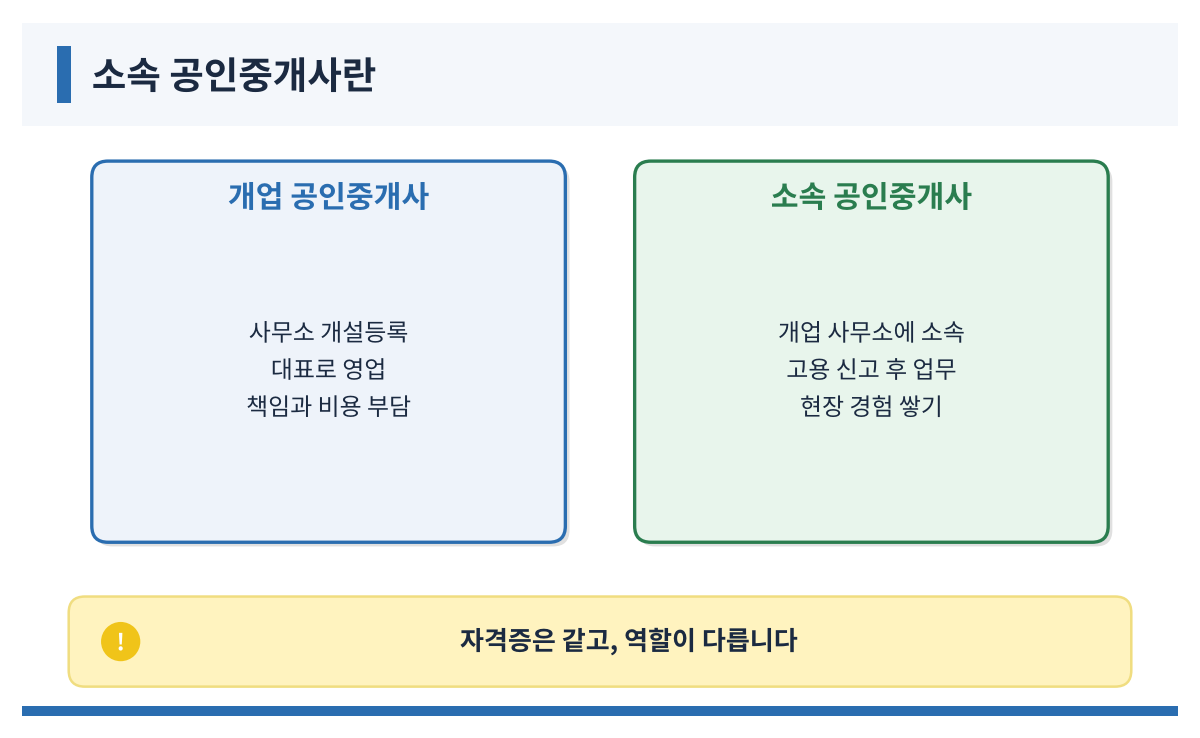 소속 공인중개사란
개업 공인중개사
사무소 개설등록
대표로 영업
책임과 비용 부담
소속 공인중개사
개업 사무소에 소속
고용 신고 후 업무
현장 경험 쌓기
!
자격증은 같고, 역할이 다릅니다